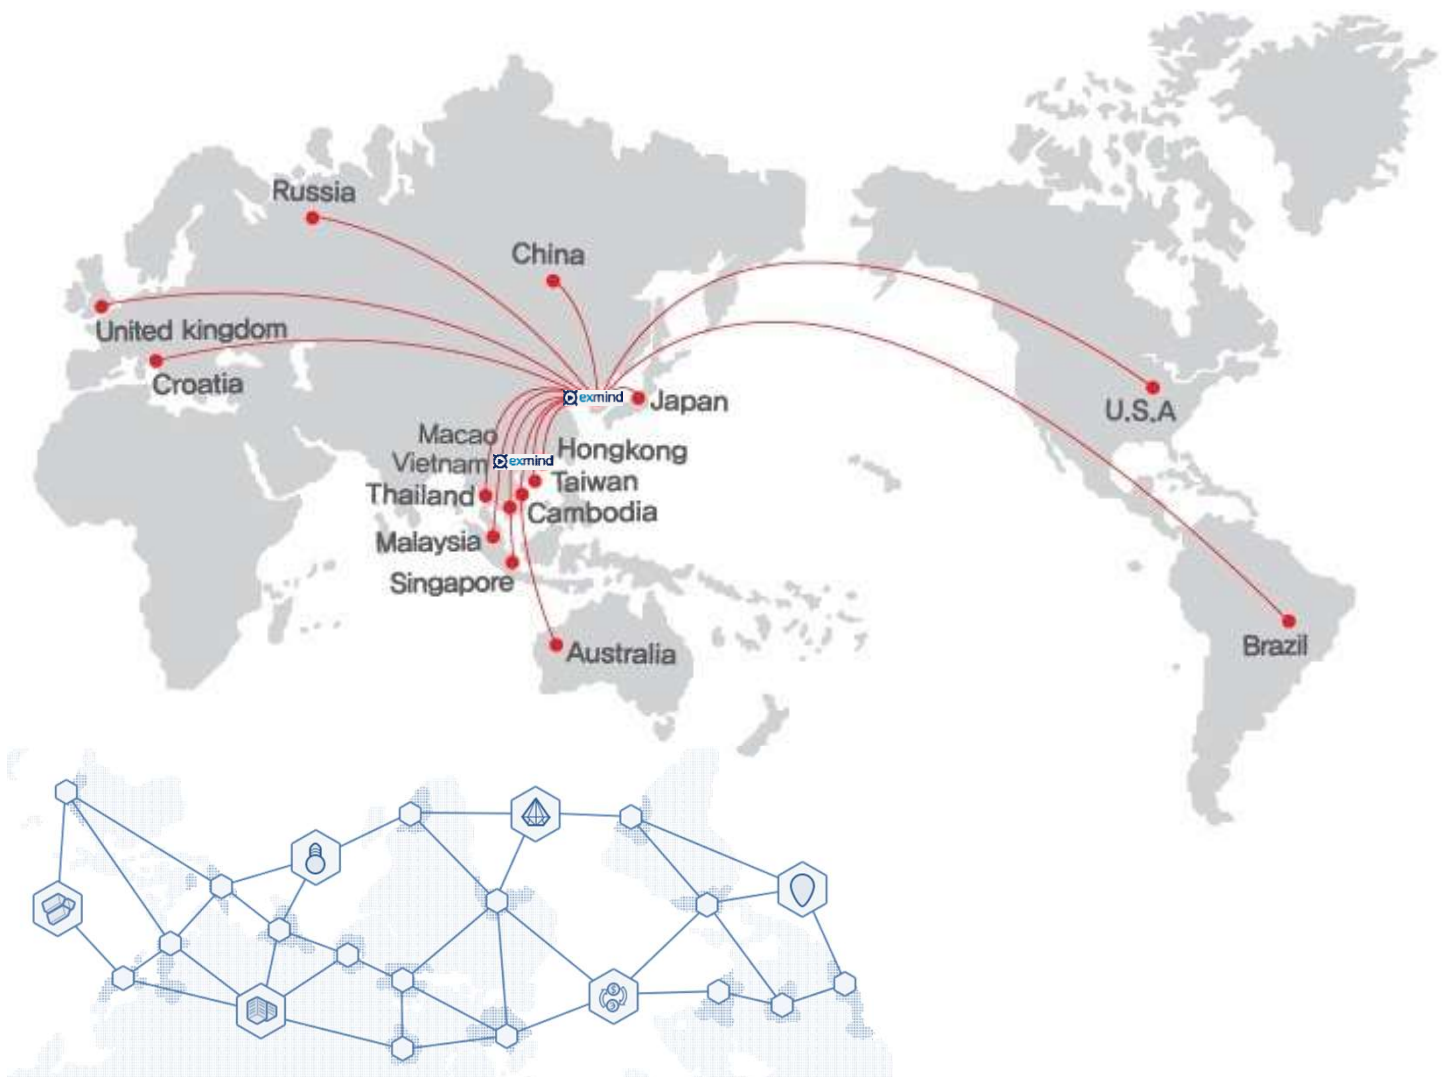 Russia
China
United kingdom
Croatia
exmind
Japan
U.S.A
Macao
Hongkong
Vietnam
exmind
Thailand
Taiwan
Cambodia
Malaysia
Singapore
Australia
Brazil
$